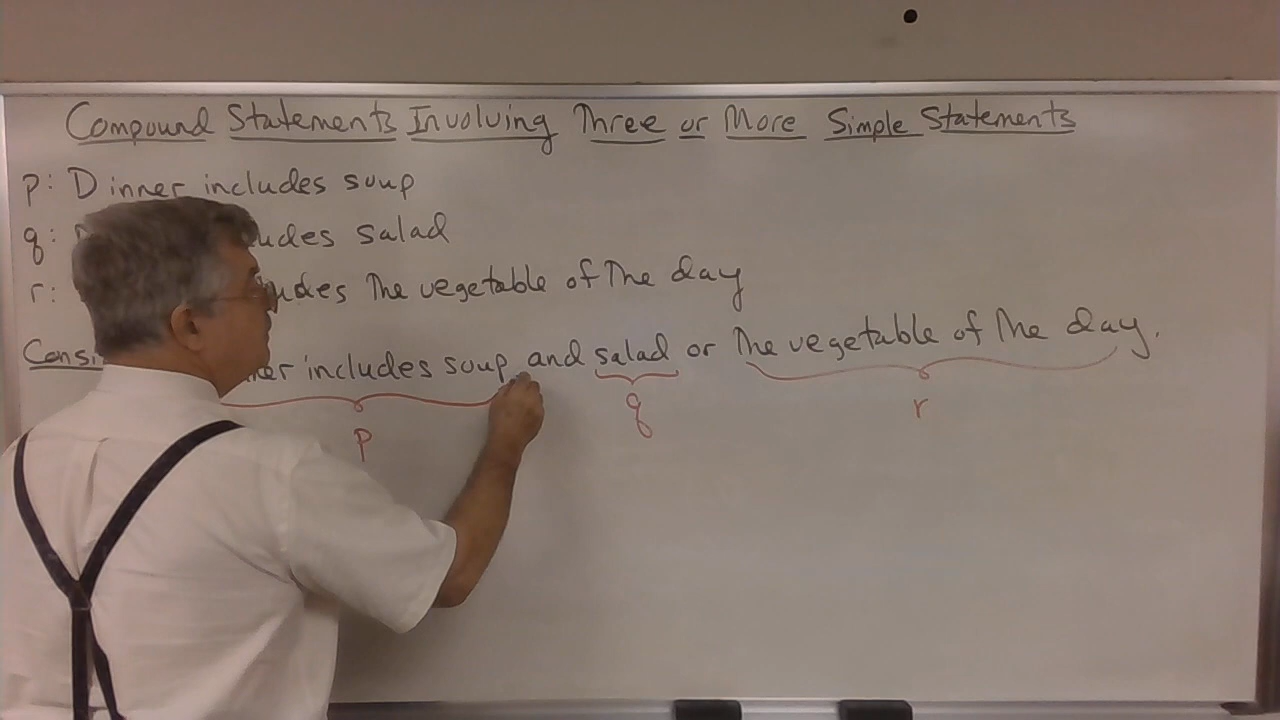 Compound Statements Involving Three or More Simple Statements
p: Dinner includes soup
q: udes salad
r: udes The vegetable of The day
Consi ner includes soup and salad or The vegetable of The day.
p q r